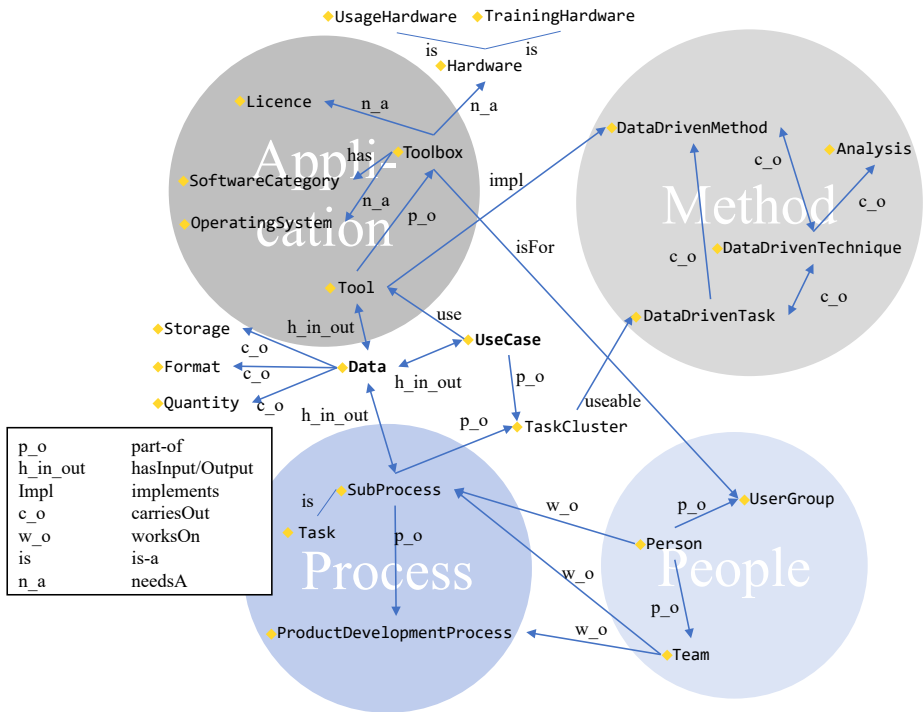 UsageHardware
TrainingHardware
is
is
Hardware
Licence
n_a
n_a
Appli-
cation
Toolbox
has
SoftwareCategory
n_a
OperatingSystem
p_o
Tool
impl
isFor
Method
DataDrivenMethod
c_o
Analysis
c_o
DataDrivenTechnique
c_o
c_o
DataDrivenTask
use
h_in_out
Storage
c_o
UseCase
Format
c_o
Data
h_in_out
p_o
Quantity
c_o
useable
h_in_out
p_o
TaskCluster
p_o part-of
h_in_out hasInput/Output
Impl implements
c_o carriesOut
w_o worksOn
is is-a
n_a needsA
Process
is
SubProcess
Task
p_o
ProductDevelopmentProcess
w_o
w_o
w_o
People
UserGroup
p_o
Person
p_o
Team